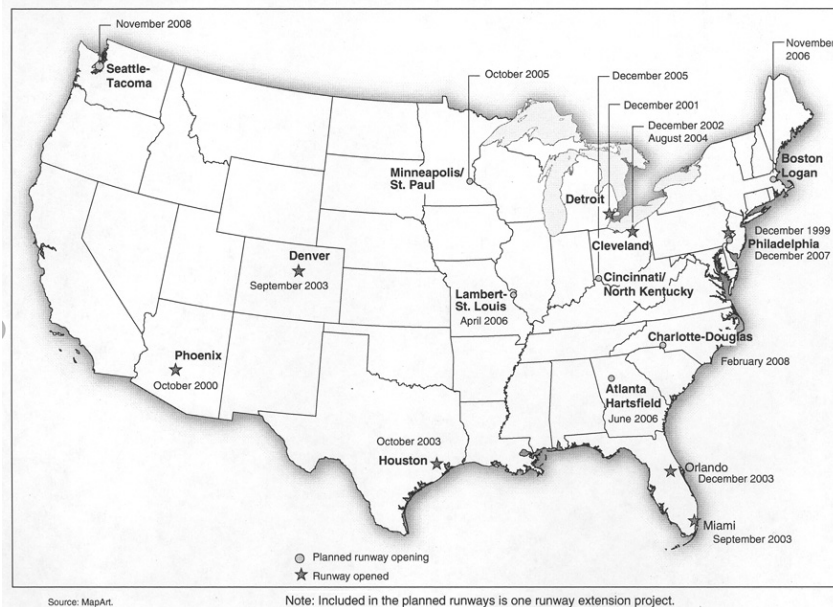 November 2008
Seattle-
Tacoma
October 2005
December 2005
November
2006
December 2001
December 2002
August 2004
Minneapolis/
St. Paul
Boston
Logan
Detroit
Cleveland
December 1999
Philadelphia
December 2007
Denver
September 2003
Cincinnati/
North Kentucky
Lambert-
St. Louis
April 2006
Charlotte-Douglas
February 2008
Phoenix
October 2000
Atlanta
Hartsfield
June 2006
October 2003
Houston
Orlando
December 2003
Miami
September 2003
Planned runway opening
Runway opened
Source: MapArt.
Note: Included in the planned runways is one runway extension project.